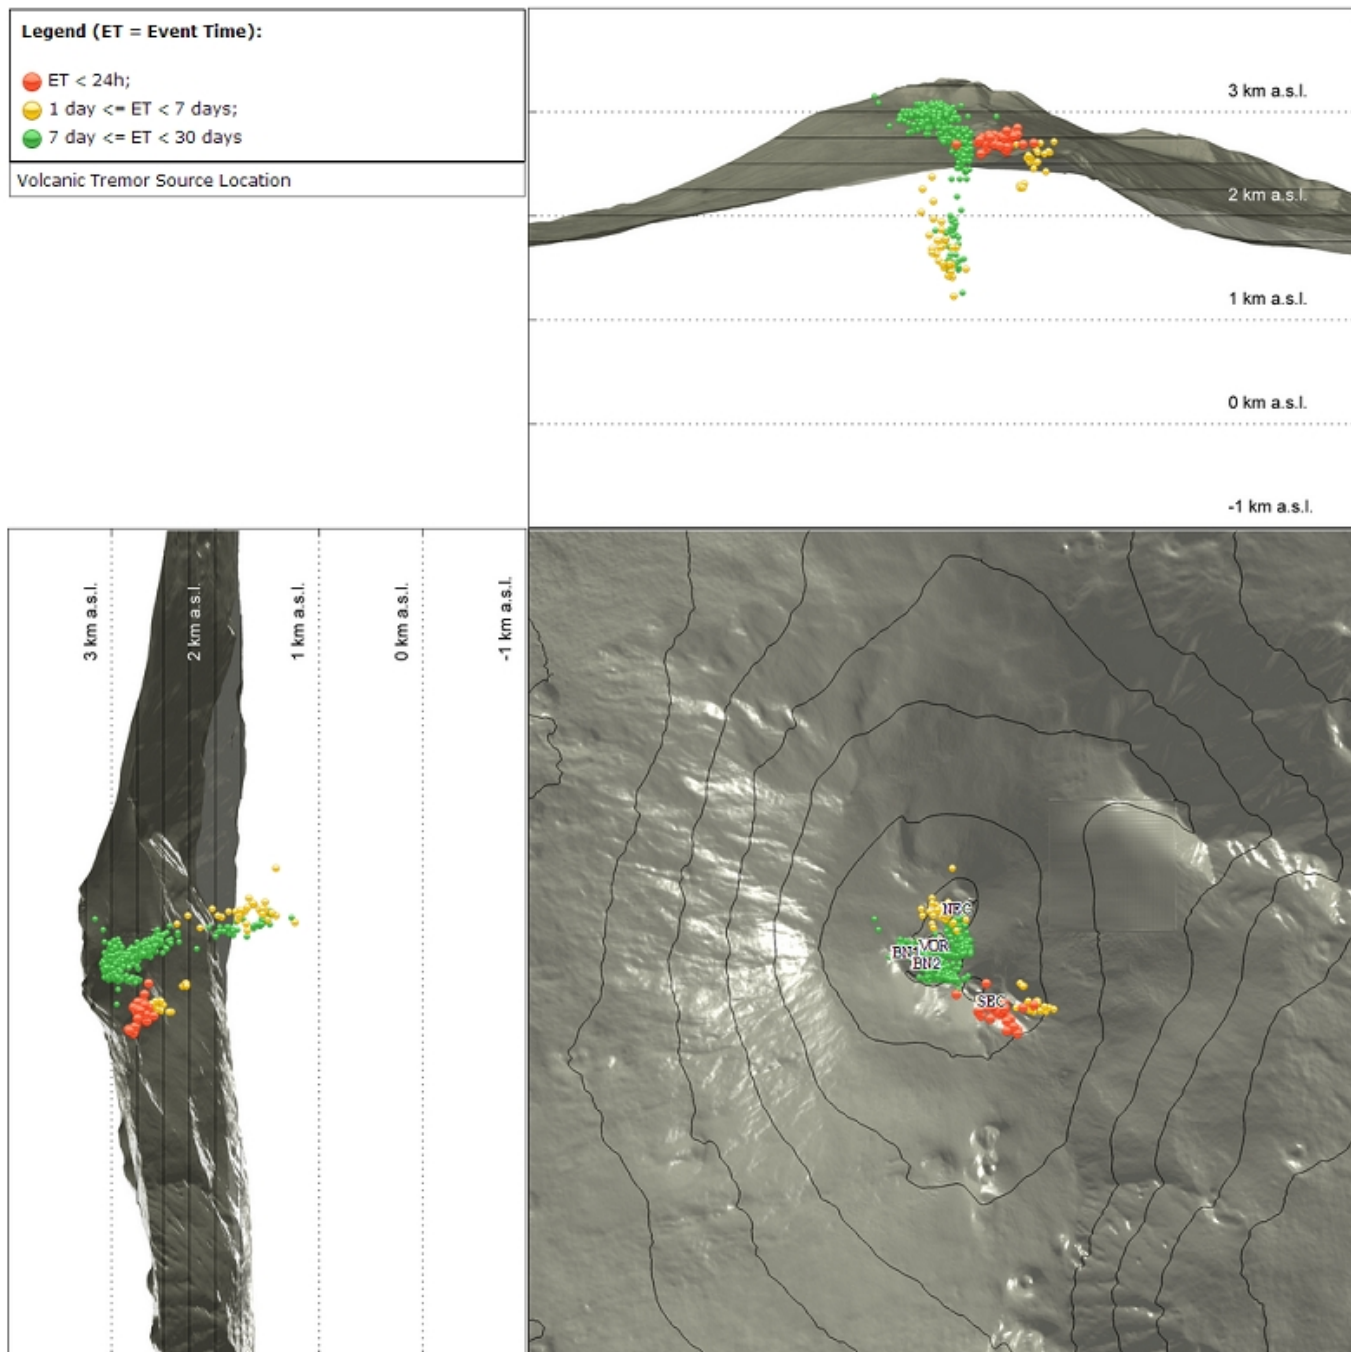 Legend (ET = Event Time):
ET < 24h;
1 day <= ET < 7 days;
7 day <= ET < 30 days
Volcanic Tremor Source Location
3 km a.s.l.
2 km a.s.l.
1 km a.s.l.
0 km a.s.l.
-1 km a.s.l.
3 km a.s.l.
2 km a.s.l.
1 km a.s.l.
0 km a.s.l.
-1 km a.s.l.
NEC
VOR
BN1
BN2
SEC